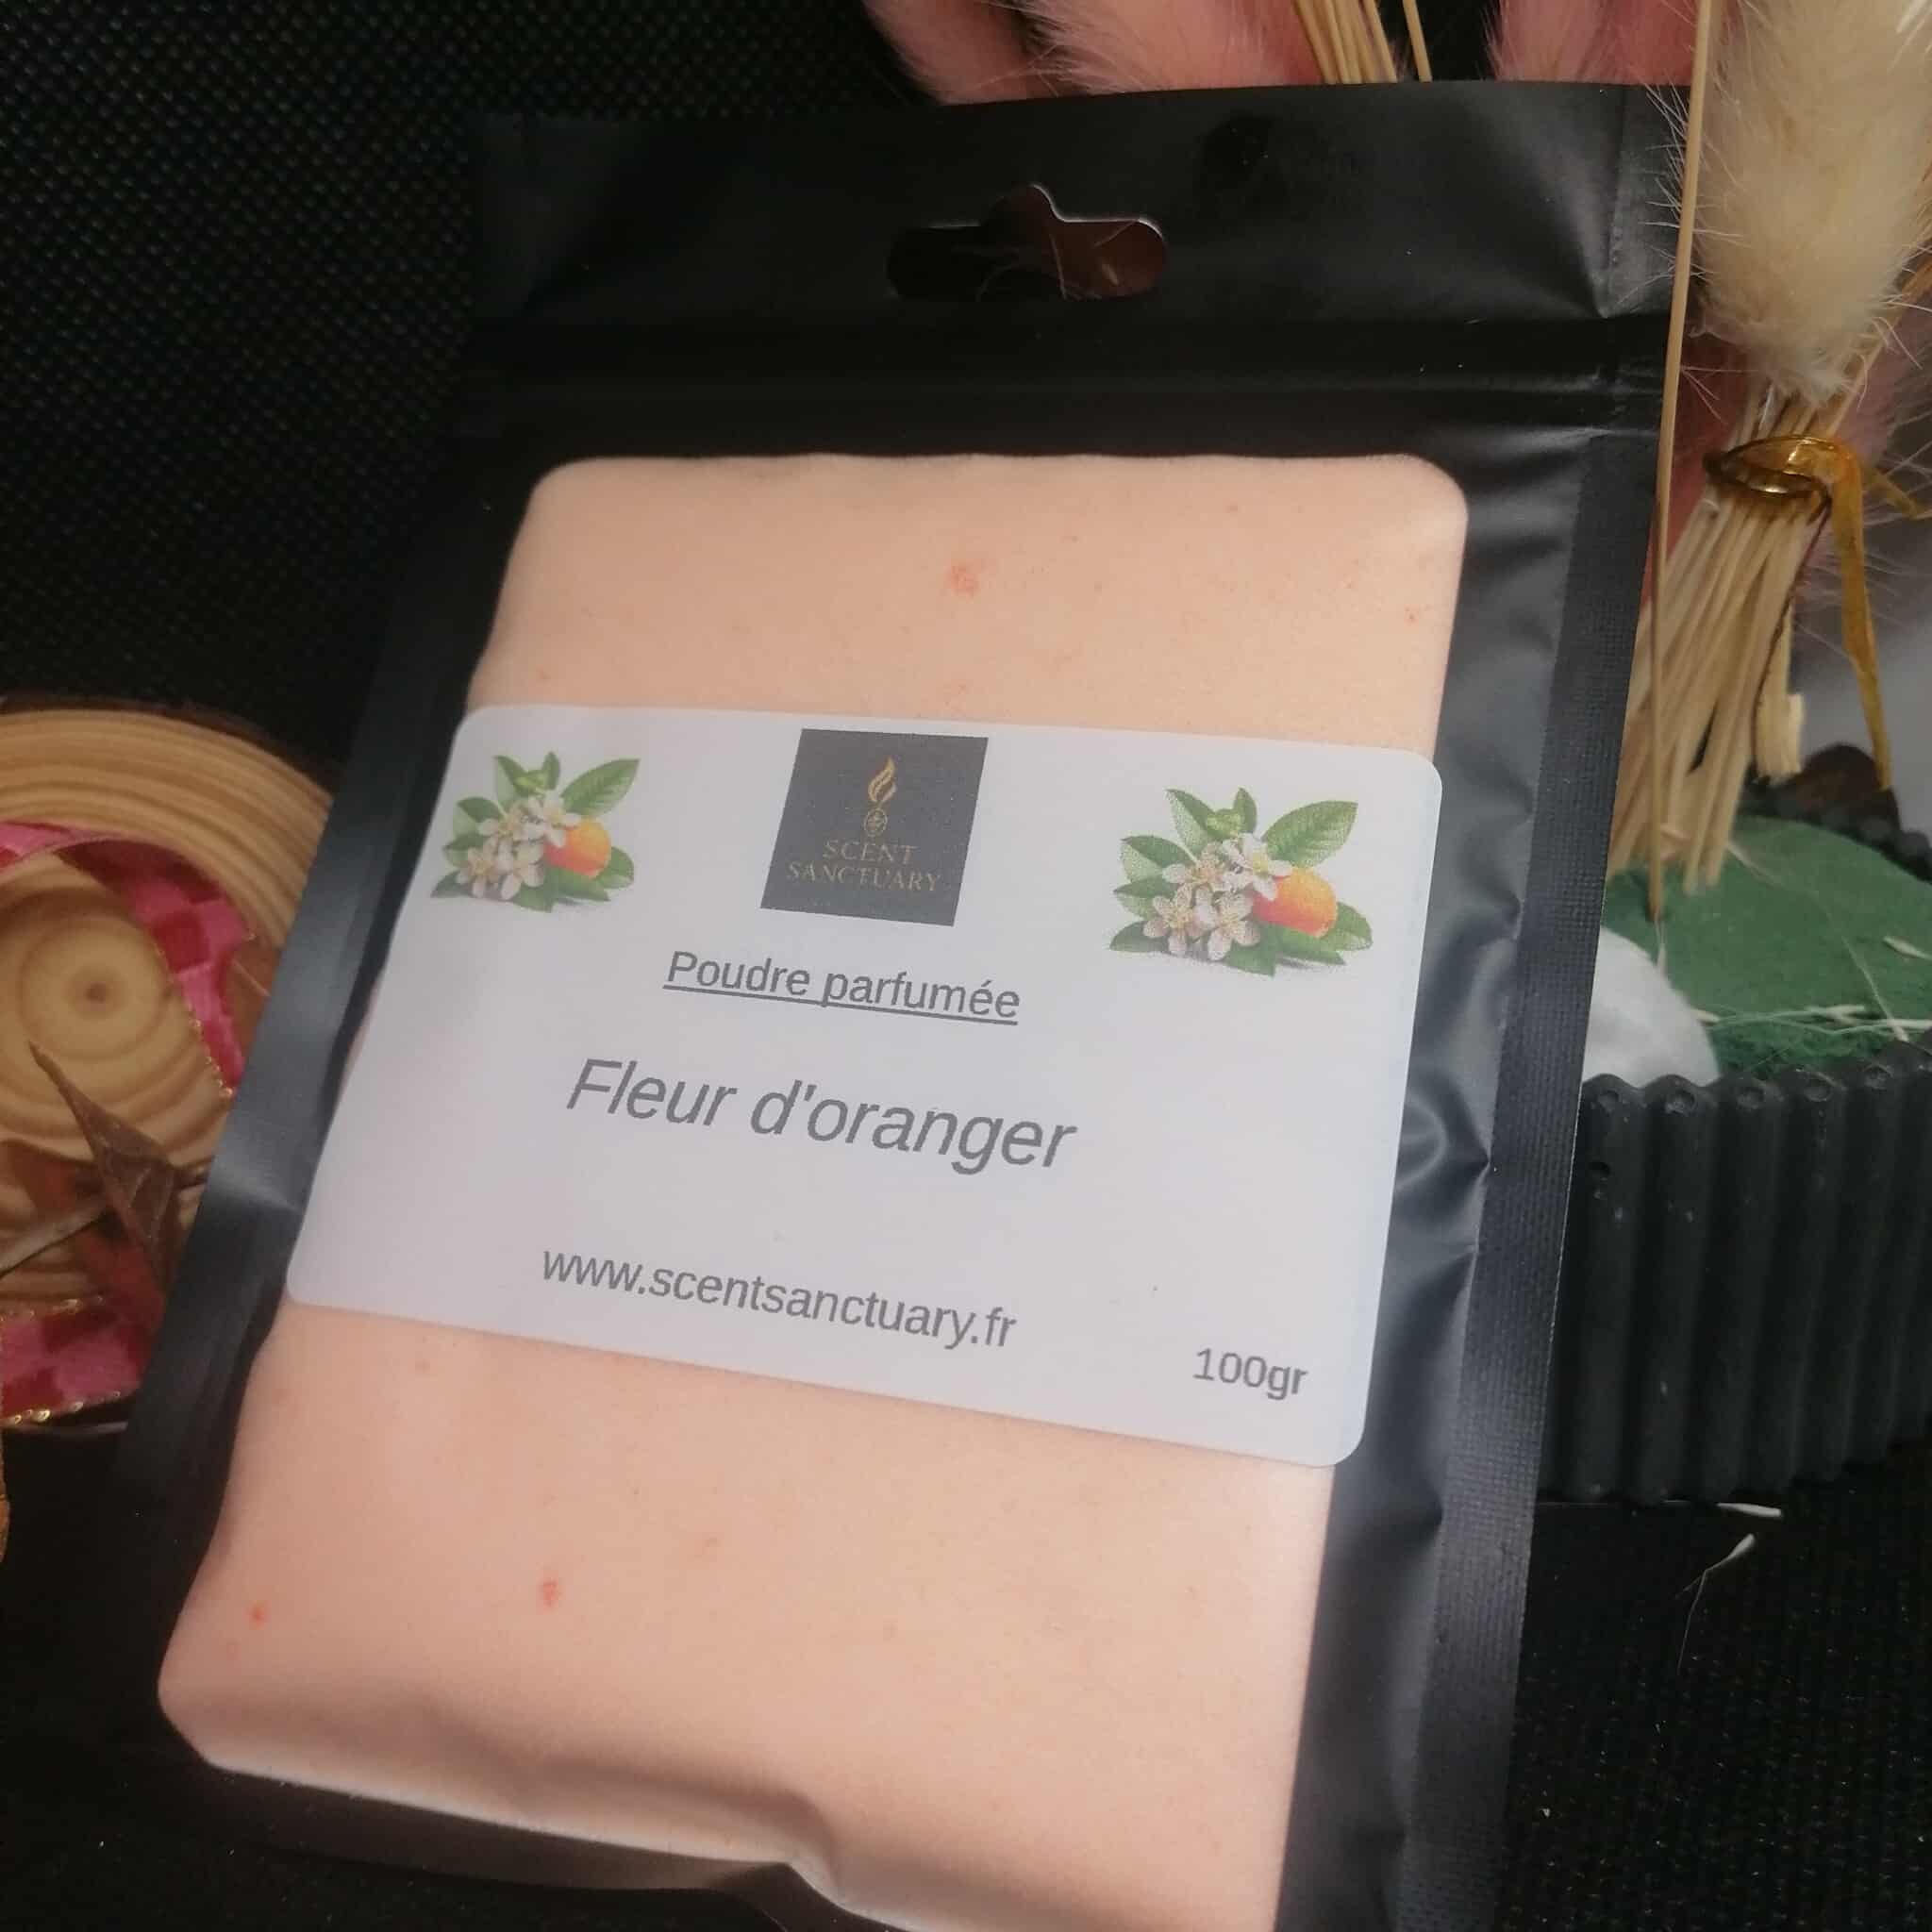 SCENT
SANCTUARY
Poudre parfumée
Fleur d'oranger
www.scentsanctuary.fr
100gr